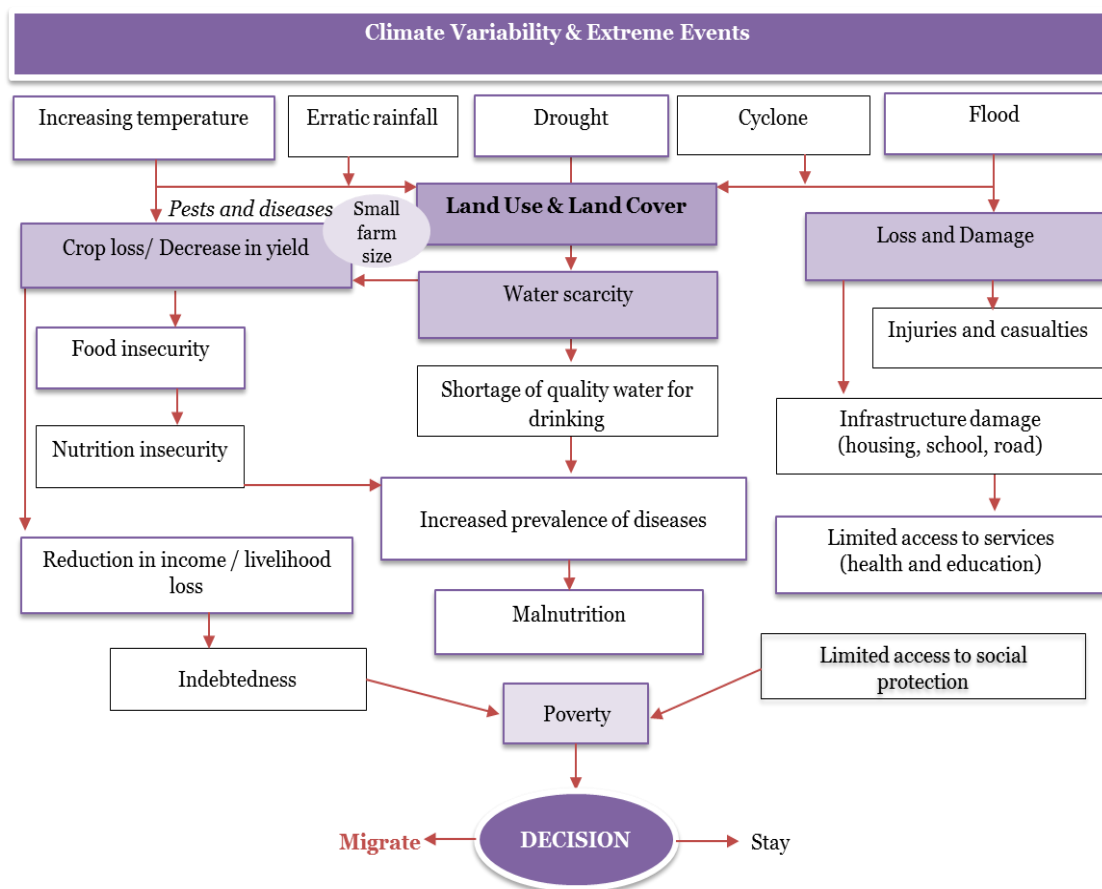 Climate Variability & Extreme Events
Increasing temperature
Erratic rainfall
Drought
Cyclone
Flood
Pests and diseases
Small
farm
size
Land Use & Land Cover
Crop loss/ Decrease in yield
Loss and Damage
Water scarcity
Injuries and casualties
Food insecurity
Shortage of quality water for
drinking
Infrastructure damage
(housing, school, road)
Nutrition insecurity
Increased prevalence of diseases
Limited access to services
(health and education)
Reduction in income / livelihood
loss
Malnutrition
Limited access to social
protection
Indebtedness
Poverty
Migrate
DECISION
Stay